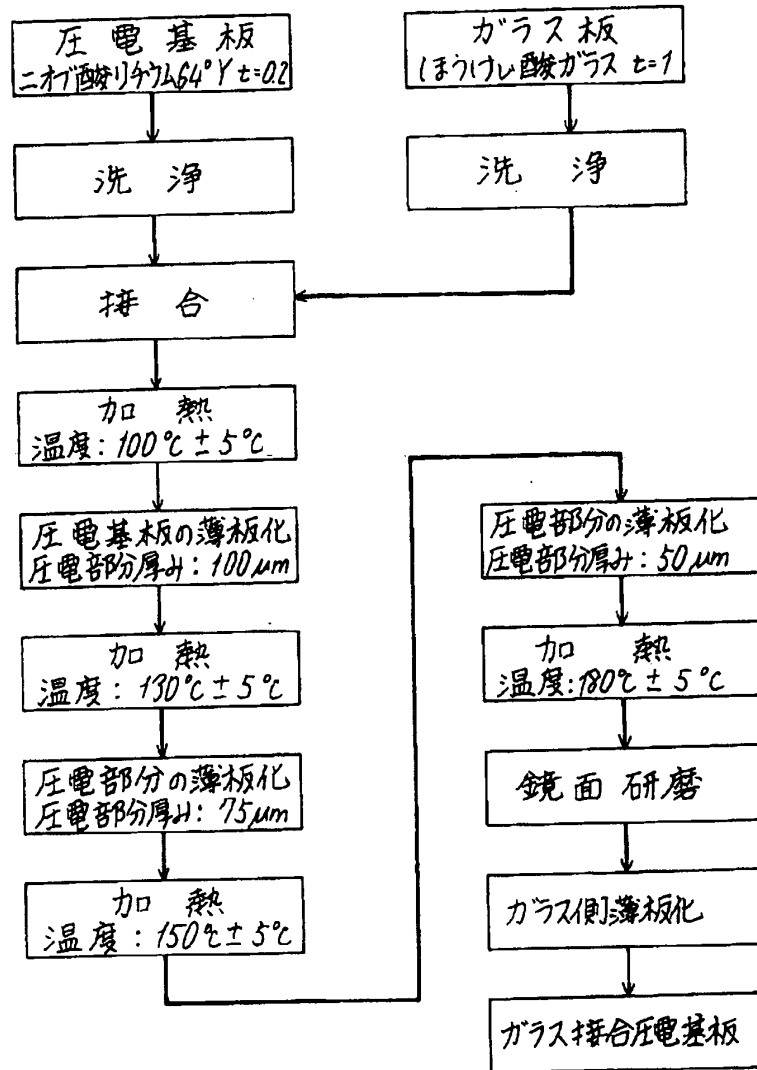 圧電基板
ニオブ酸リチウム64°Y t=0.2
洗浄
ガラス板
ほうけい酸ガラス t=1
洗浄
接合
加熱
温度:100℃±5℃
圧電基板の薄板化
圧電部分厚み:100μm
加熱
温度:130℃±5℃
圧電部分の薄板化
圧電部分厚み:75μm
加熱
温度:150℃±5℃
圧電部分の薄板化
圧電部分厚み:50μm
加熱
温度:180℃±5℃
鏡面研磨
ガラス側薄板化
ガラス接合圧電基板